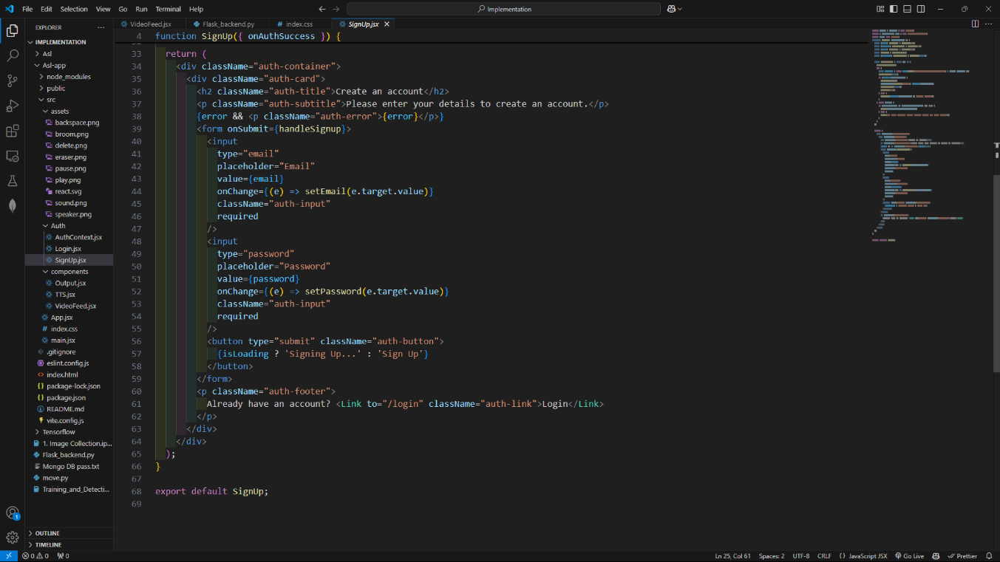 File Edit Selection View Go Run Terminal Help
Implementation
EXPLORER
IMPLEMENTATION
Asl
Asl-app
node_modules
public
src
assets
backspace.png
broom.png
delete.png
eraser.png
pause.png
play.png
react.svg
sound.png
speaker.png
Auth
AuthContext.jsx
Login.jsx
SignUp.jsx
components
Output.jsx
TTS.jsx
VideoFeed.jsx
App.jsx
index.css
main.jsx
.gitignore
eslint.config.js
index.html
package-lock.json
package.json
README.md
vite.config.js
Tensorflow
1. Image Collection.ip...
Flask_backend.py
Mongo DB pass.txt
move.py
Training_and_Detecti...
OUTLINE
TIMELINE
VideoFeed.jsx Flask_backend.py index.css SignUp.jsx
4 function SignUp({ onAuthSuccess }) {
33 return (
34 <div className="auth-container">
35 <div className="auth-card">
36 <h2 className="auth-title">Create an account</h2>
37 <p className="auth-subtitle">Please enter your details to create an account.</p>
38 {error && <p className="auth-error">{error}</p>}
39 <form onSubmit={handleSignup}>
40 <input
41 type="email"
42 placeholder="Email"
43 value={email}
44 onChange={(e) => setEmail(e.target.value)}
45 className="auth-input"
46 required
47 />
48 <input
49 type="password"
50 placeholder="Password"
51 value={password}
52 onChange={(e) => setPassword(e.target.value)}
53 className="auth-input"
54 required
55 />
56 <button type="submit" className="auth-button">
57 {isLoading ? 'Signing Up...' : 'Sign Up'}
58 </button>
59 </form>
60 <p className="auth-footer">
61 Already have an account? <Link to="/login" className="auth-link">Login</Link>
62 </p>
63 </div>
64 </div>
65 );
66 }
67
68 export default SignUp;
69
1
0 0 0 Ln 25, Col 61 Spaces: 2 UTF-8 CRLF {} JavaScript JSX Go Live Prettier